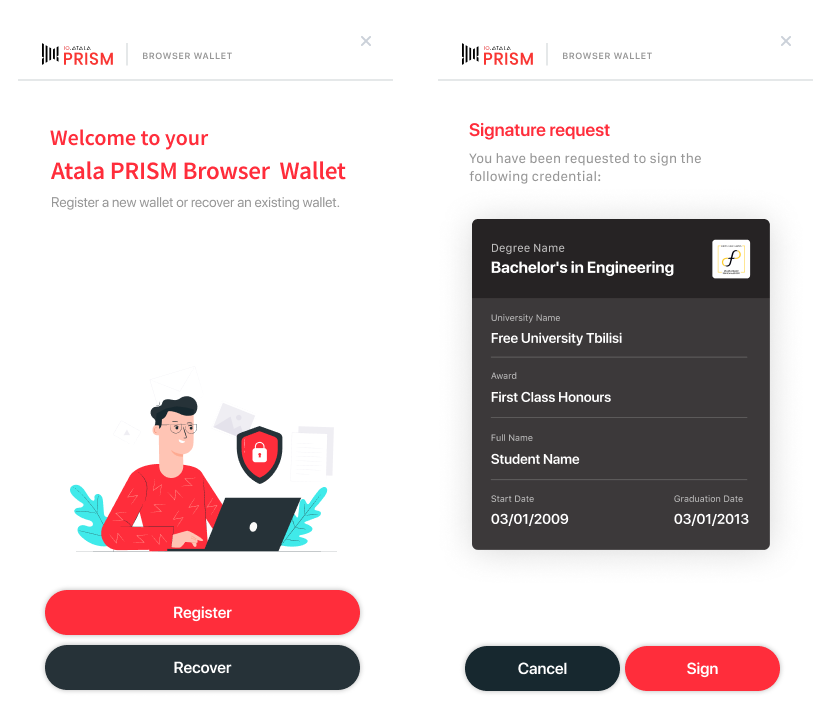 IO.ATALA
PRISM
BROWSER WALLET
Welcome to your
Atala PRISM Browser Wallet
Register a new wallet or recover an existing wallet.
Register
Recover
IO.ATALA
PRISM
BROWSER WALLET
Signature request
You have been requested to sign the
following credential:
Degree Name
Bachelor's in Engineering
University Name
Free University Tbilisi
Award
First Class Honours
Full Name
Student Name
Start Date
Graduation Date
03/01/2009
03/01/2013
Cancel
Sign